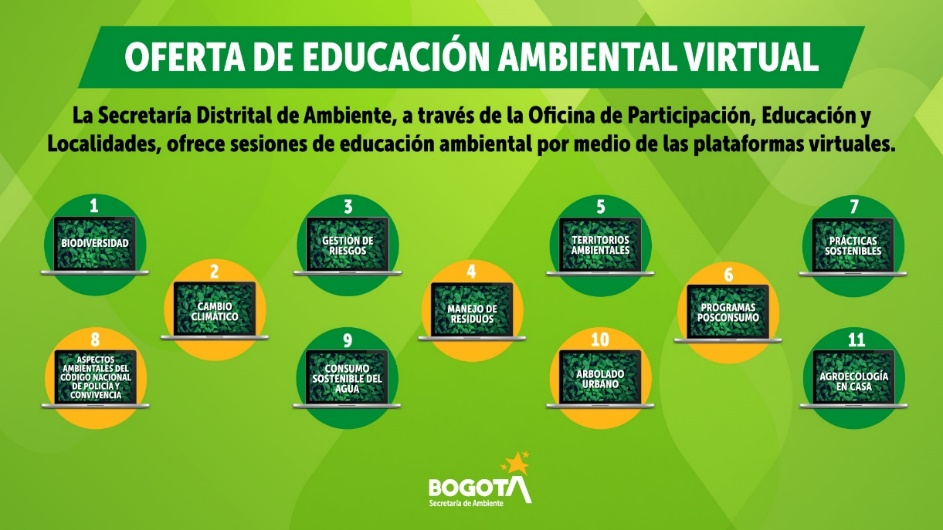 OFERTA DE EDUCACIÓN AMBIENTAL VIRTUAL
La Secretaría Distrital de Ambiente, a través de la Oficina de Participación, Educación y
Localidades, ofrece sesiones de educación ambiental por medio de las plataformas virtuales.
1
BIODIVERSIDAD
2
CAMBIO
CLIMÁTICO
3
GESTIÓN DE
RIESGOS
4
MANEJO DE
RESIDUOS
5
TERRITORIOS
AMBIENTALES
6
PROGRAMAS
POSCONSUMO
7
PRÁCTICAS
SOSTENIBLES
8
ASPECTOS
AMBIENTALES DEL
CÓDIGO NACIONAL
DE POLICÍA Y
CONVIVENCIA
9
CONSUMO
SOSTENIBLE DEL
AGUA
10
ARBOLADO
URBANO
11
AGROECOLOGÍA
EN CASA
BOGOTÁ
Secretaría de Ambiente